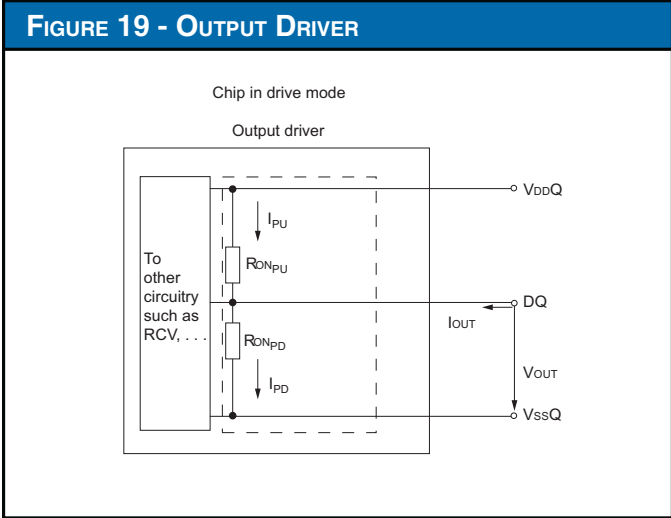 FIGURE 19 - OUTPUT DRIVER
Chip in drive mode
Output driver
VDDQ
IPU
To
other
circuitry
such as
RCV, . . .
RONPU
DQ
IOUT
RONPD
VOUT
IPD
VSSQ